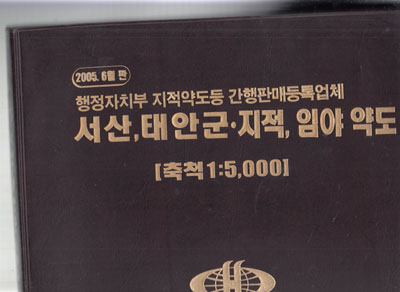 2005. 6월 판
행정자치부 지적약도등 간행판매등록업체
서산,태안군·지적, 임야 약도
[축척1:5,000]